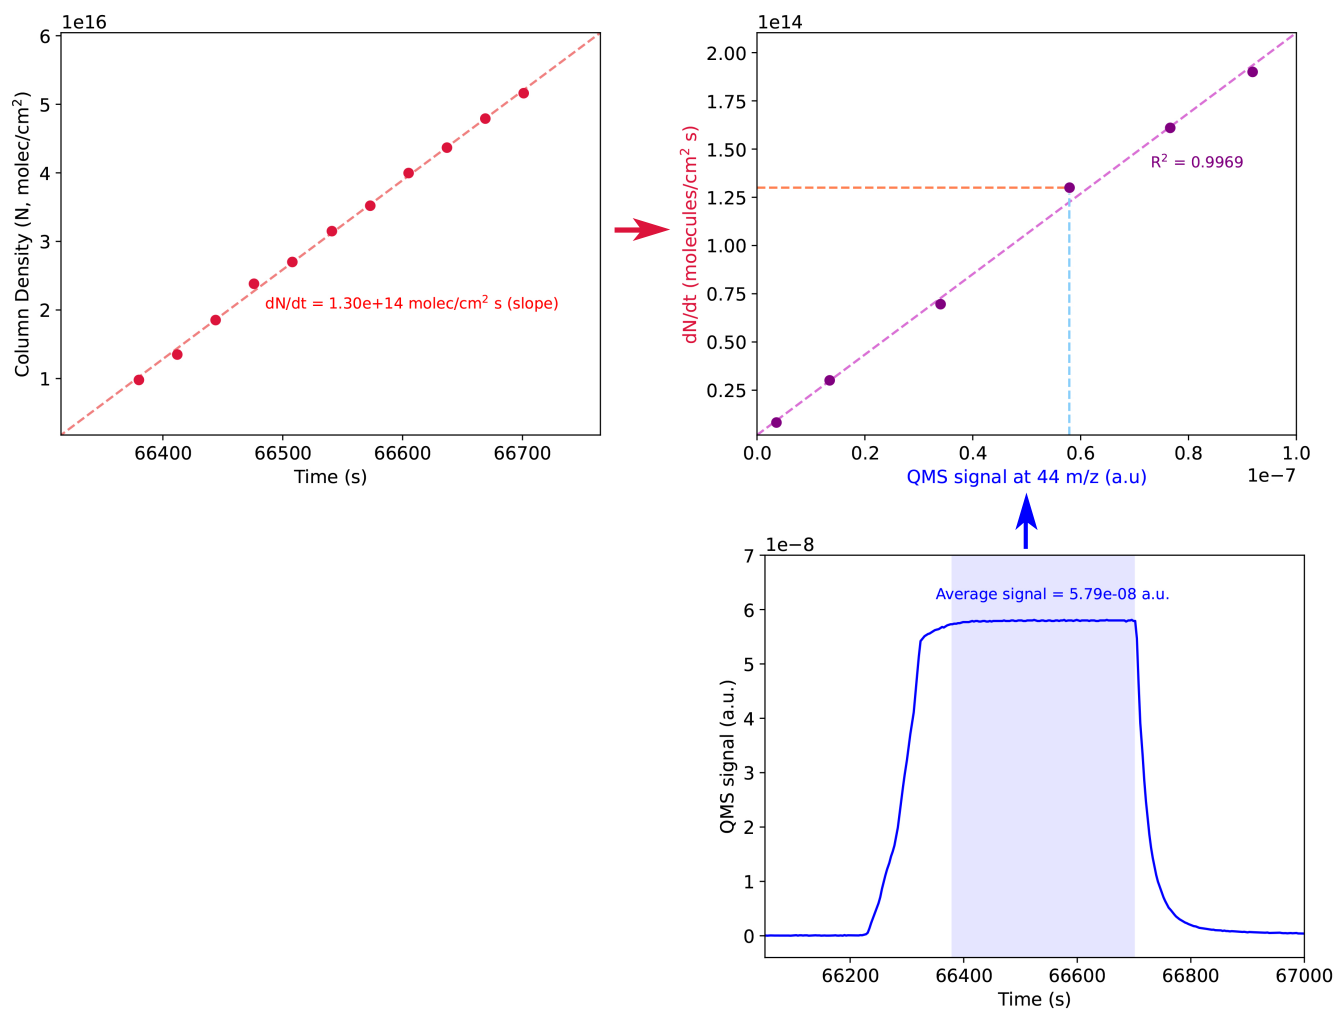 1e16
6
5
4
3
2
1
Column Density (N, molec/cm²)
dN/dt = 1.30e+14 molec/cm² s (slope)
66400 66500 66600 66700
Time (s)
1e14
2.00
1.75
1.50
1.25
1.00
0.75
0.50
0.25
dN/dt (molecules/cm² s)
R² = 0.9969
0.0 0.2 0.4 0.6 0.8 1.0
1e−7
QMS signal at 44 m/z (a.u)
1e−8
7
6
5
4
3
2
1
0
QMS signal (a.u.)
Average signal = 5.79e-08 a.u.
66200 66400 66600 66800 67000
Time (s)